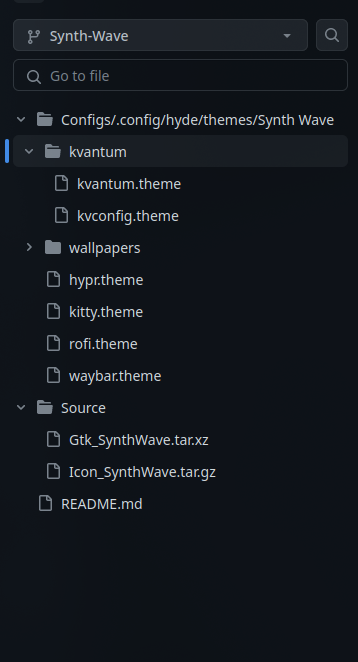 Synth-Wave
Go to file
Configs/.config/hyde/themes/Synth Wave
kvantum
kvantum.theme
kvconfig.theme
wallpapers
hypr.theme
kitty.theme
rofi.theme
waybar.theme
Source
Gtk_SynthWave.tar.xz
Icon_SynthWave.tar.gz
README.md